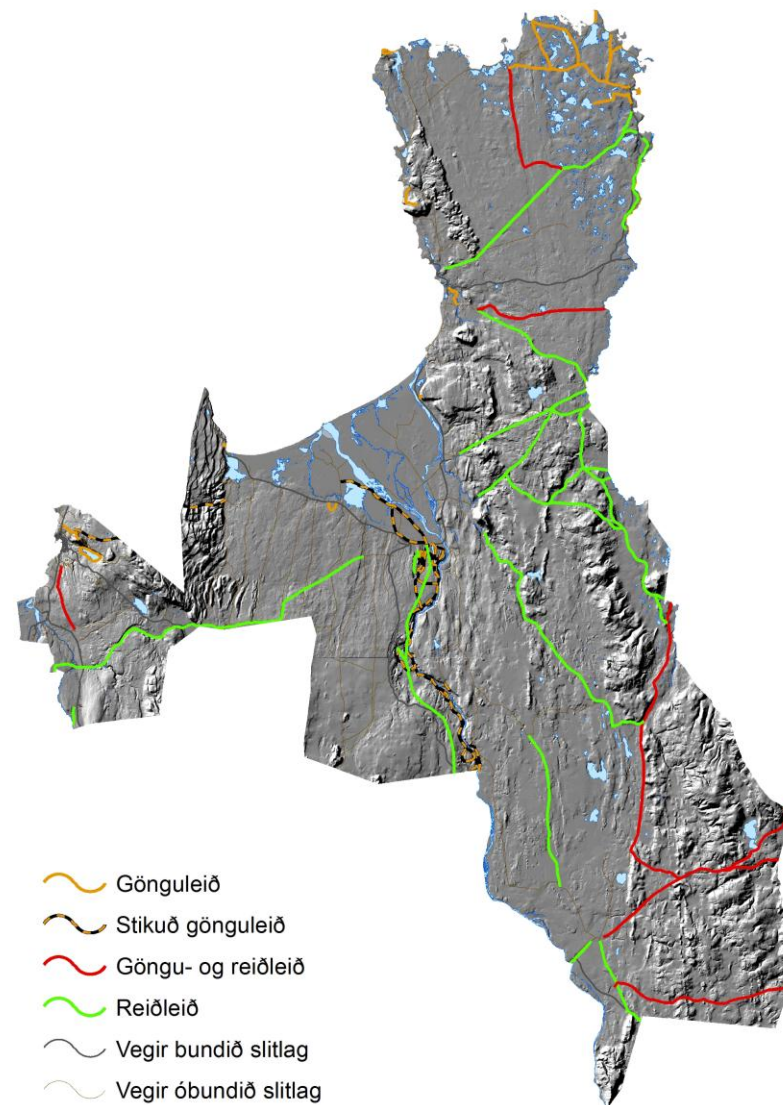 Gönguleið
Stikuð gönguleið
Göngu- og reiðleið
Reiðleið
Vegir bundið slitlag
Vegir óbundið slitlag